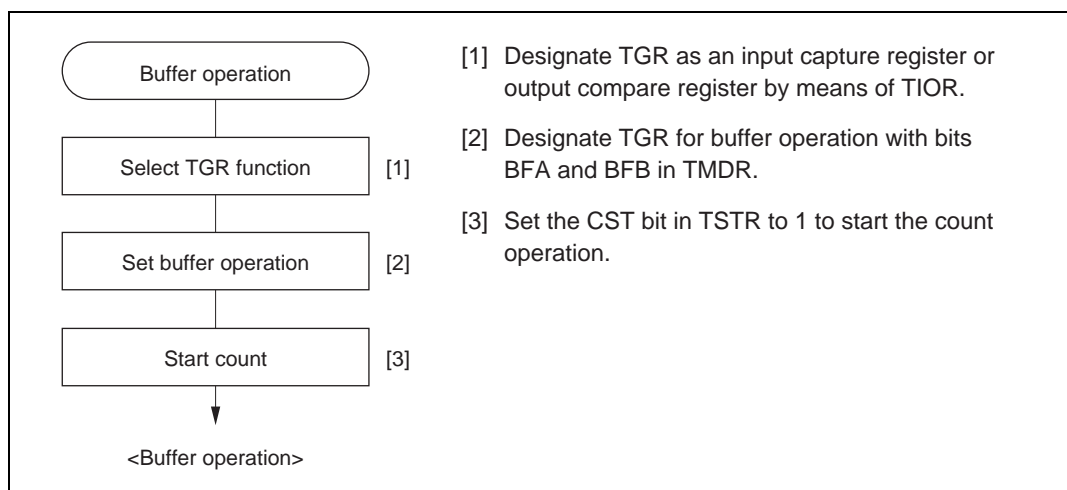 Buffer operation
Select TGR function [1]
Set buffer operation [2]
Start count [3]
<Buffer operation>
[1] Designate TGR as an input capture register or
output compare register by means of TIOR.
[2] Designate TGR for buffer operation with bits
BFA and BFB in TMDR.
[3] Set the CST bit in TSTR to 1 to start the count
operation.